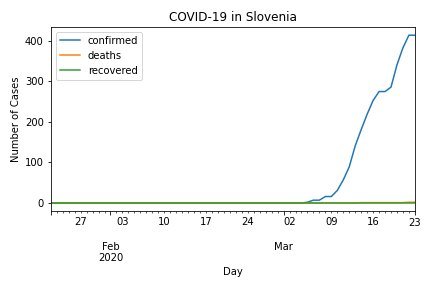 COVID-19 in Slovenia
confirmed
deaths
recovered
Number of Cases
400
300
200
100
0
27 03 10 17 24 02 09 16 23
Feb Mar
2020
Day